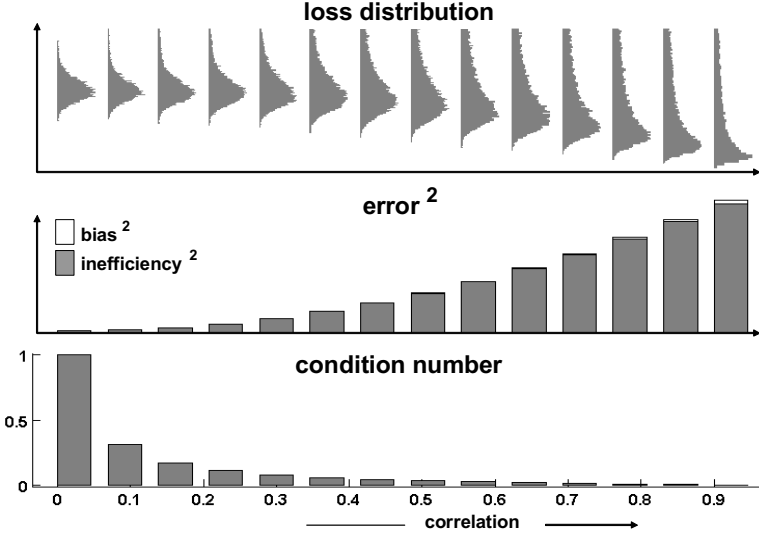 loss distribution
error 2
bias 2
inefficiency 2
condition number
1
0.5
0
0 0.1 0.2 0.3 0.4 0.5 0.6 0.7 0.8 0.9
correlation